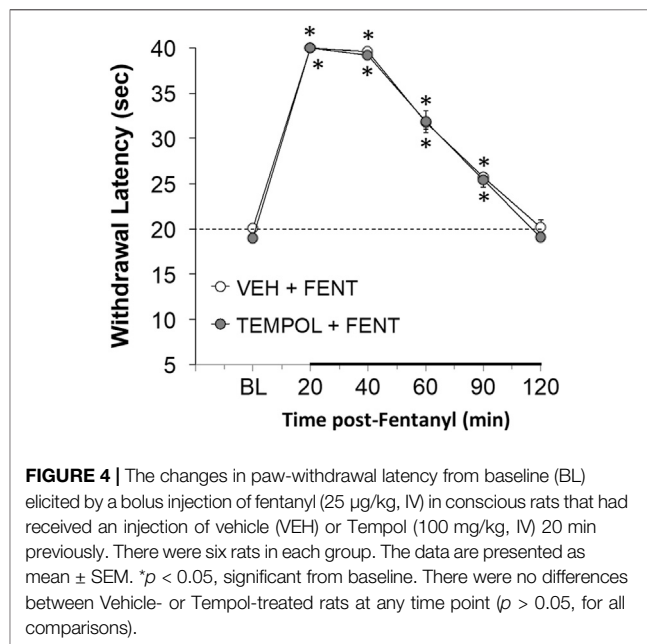 Withdrawal Latency (sec)
40
35
30
25
20
15
10
5
* * * *
* * * *
VEH + FENT
TEMPOL + FENT
BL 20 40 60 90 120
Time post-Fentanyl (min)
FIGURE 4 | The changes in paw-withdrawal latency from baseline (BL)
elicited by a bolus injection of fentanyl (25 μg/kg, IV) in conscious rats that had
received an injection of vehicle (VEH) or Tempol (100 mg/kg, IV) 20 min
previously. There were six rats in each group. The data are presented as
mean ± SEM. *p < 0.05, significant from baseline. There were no differences
between Vehicle- or Tempol-treated rats at any time point (p > 0.05, for all
comparisons).